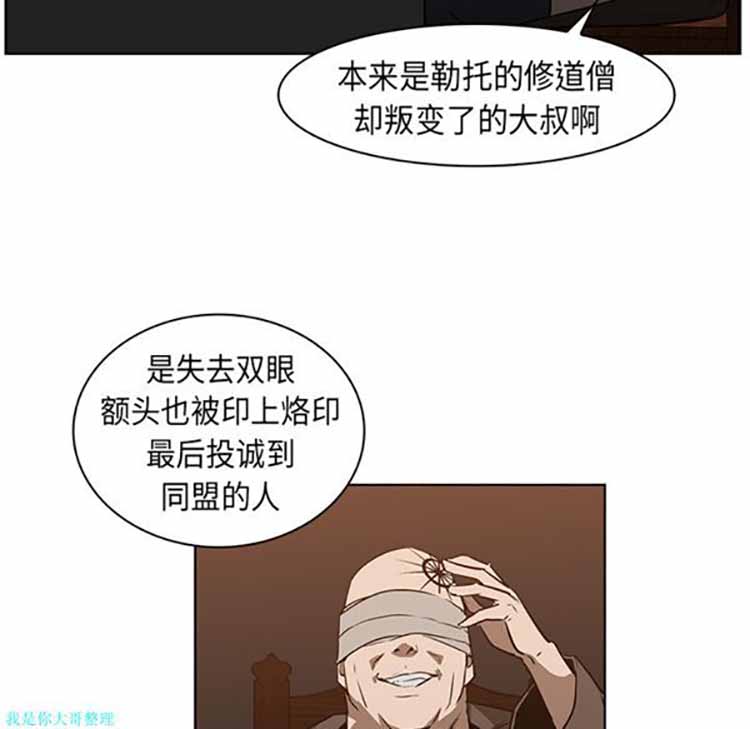 本来是勒托的修道僧
却叛变了的大叔啊
是失去双眼
额头也被印上烙印
最后投诚到
同盟的人
我是你大哥整理